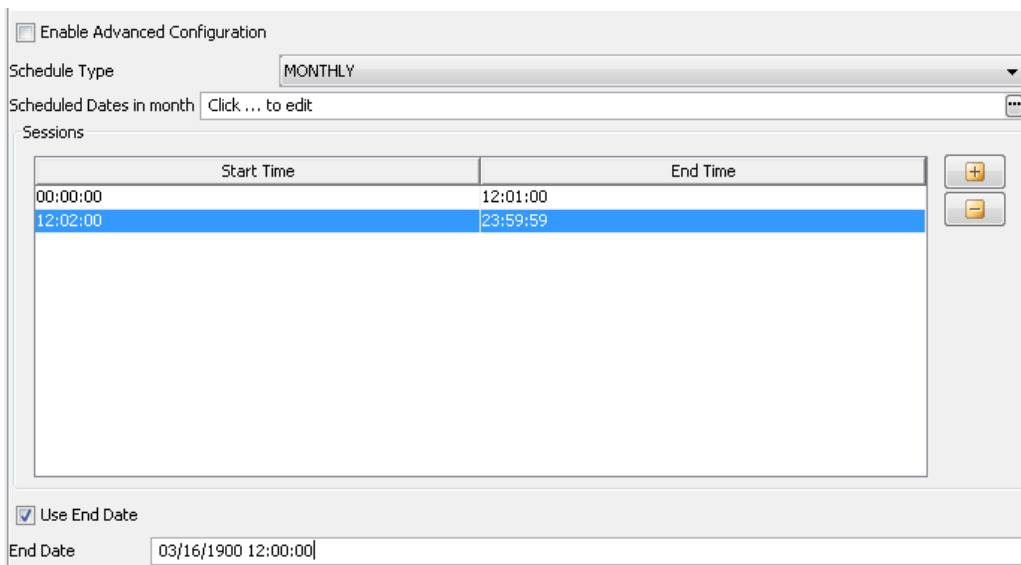 Enable Advanced Configuration
Schedule Type MONTHLY
Scheduled Dates in month Click ... to edit
Sessions
Start Time End Time
00:00:00 12:01:00
12:02:00 23:59:59
Use End Date
End Date 03/16/1900 12:00:00